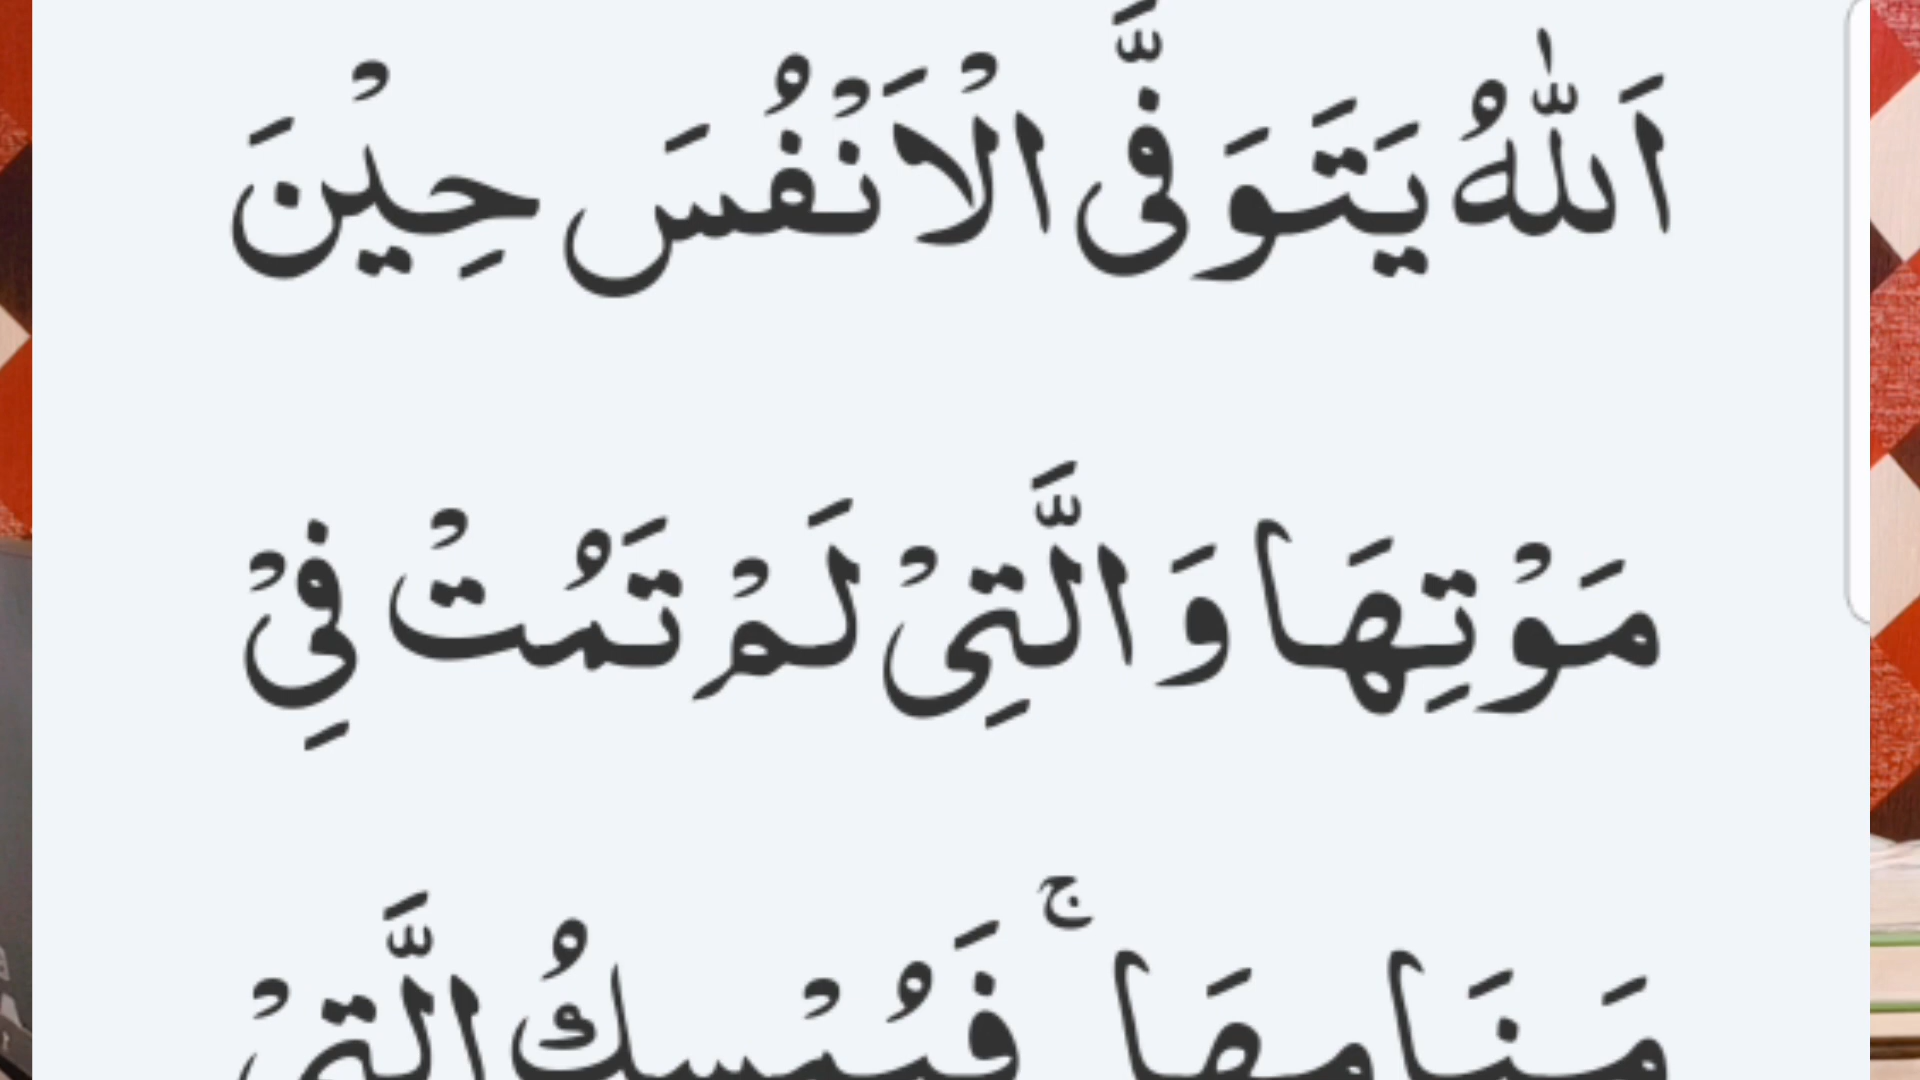 اَللّٰهُ يَتَوَفَّى الْاَنْفُسَ حِيْنَ
مَوْتِهَا وَالَّتِيْ لَمْ تَمُتْ فِيْ
مَنَامِهَا ۚ فَيُمْسِكُ الَّتِيْ